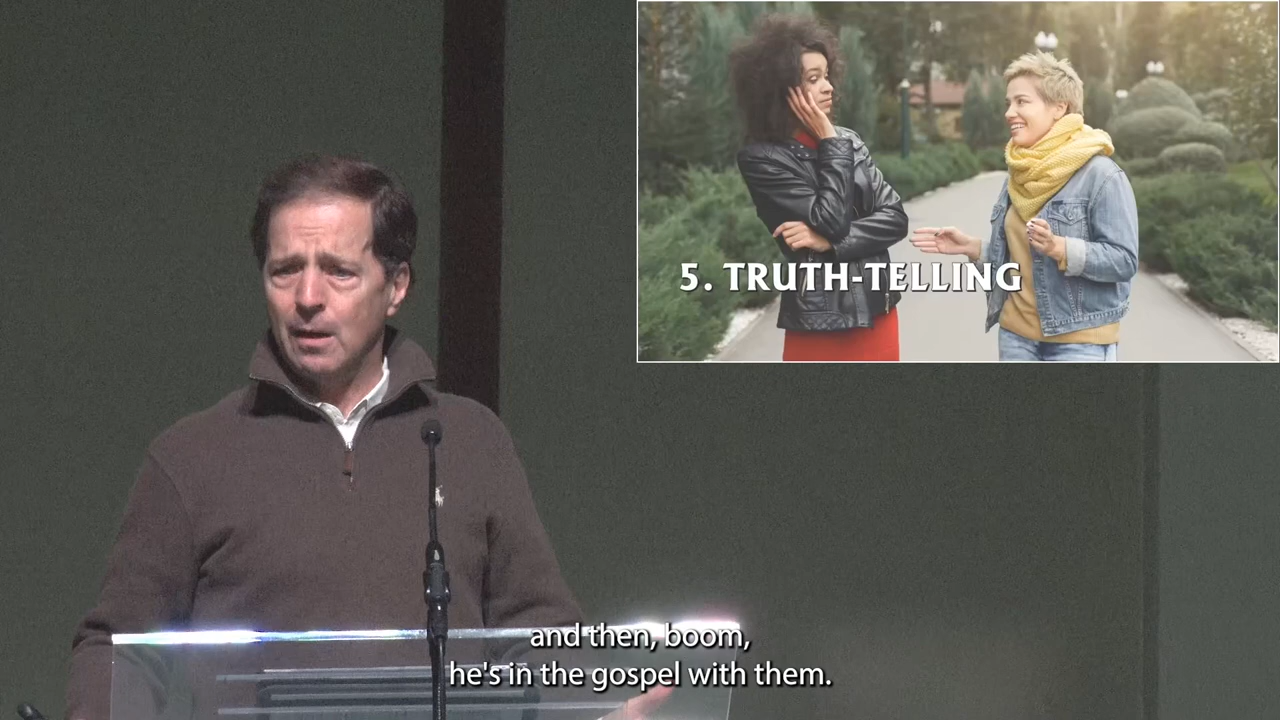 5. TRUTH-TELLING
and then, boom,
he's in the gospel with them.